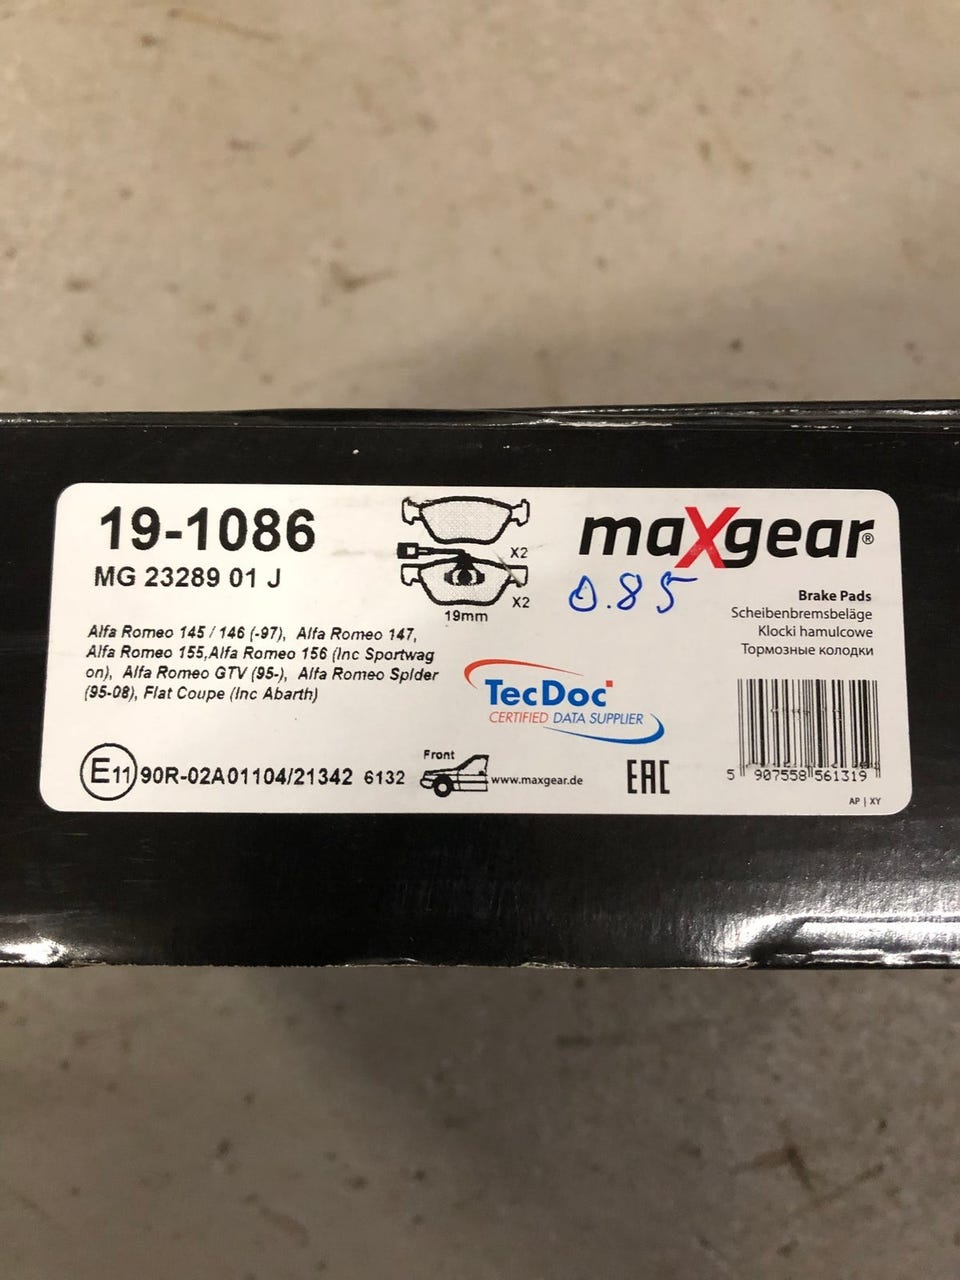 19-1086
MG 23289 01 J
X2
X2
19mm
maXgear®
0.85
Brake Pads
Scheibenbremsbeläge
Klocki hamulcowe
Тормозные колодки
Alfa Romeo 145 / 146 (-97), Alfa Romeo 147,
Alfa Romeo 155,Alfa Romeo 156 (Inc Sportwag
on), Alfa Romeo GTV (95-), Alfa Romeo Spider
(95-08), Fiat Coupe (Inc Abarth)
TecDoc
CERTIFIED DATA SUPPLIER
E11 90R-02A01104/21342 6132
Front
www.maxgear.de
EAC
5 907558 561319
AP | XY